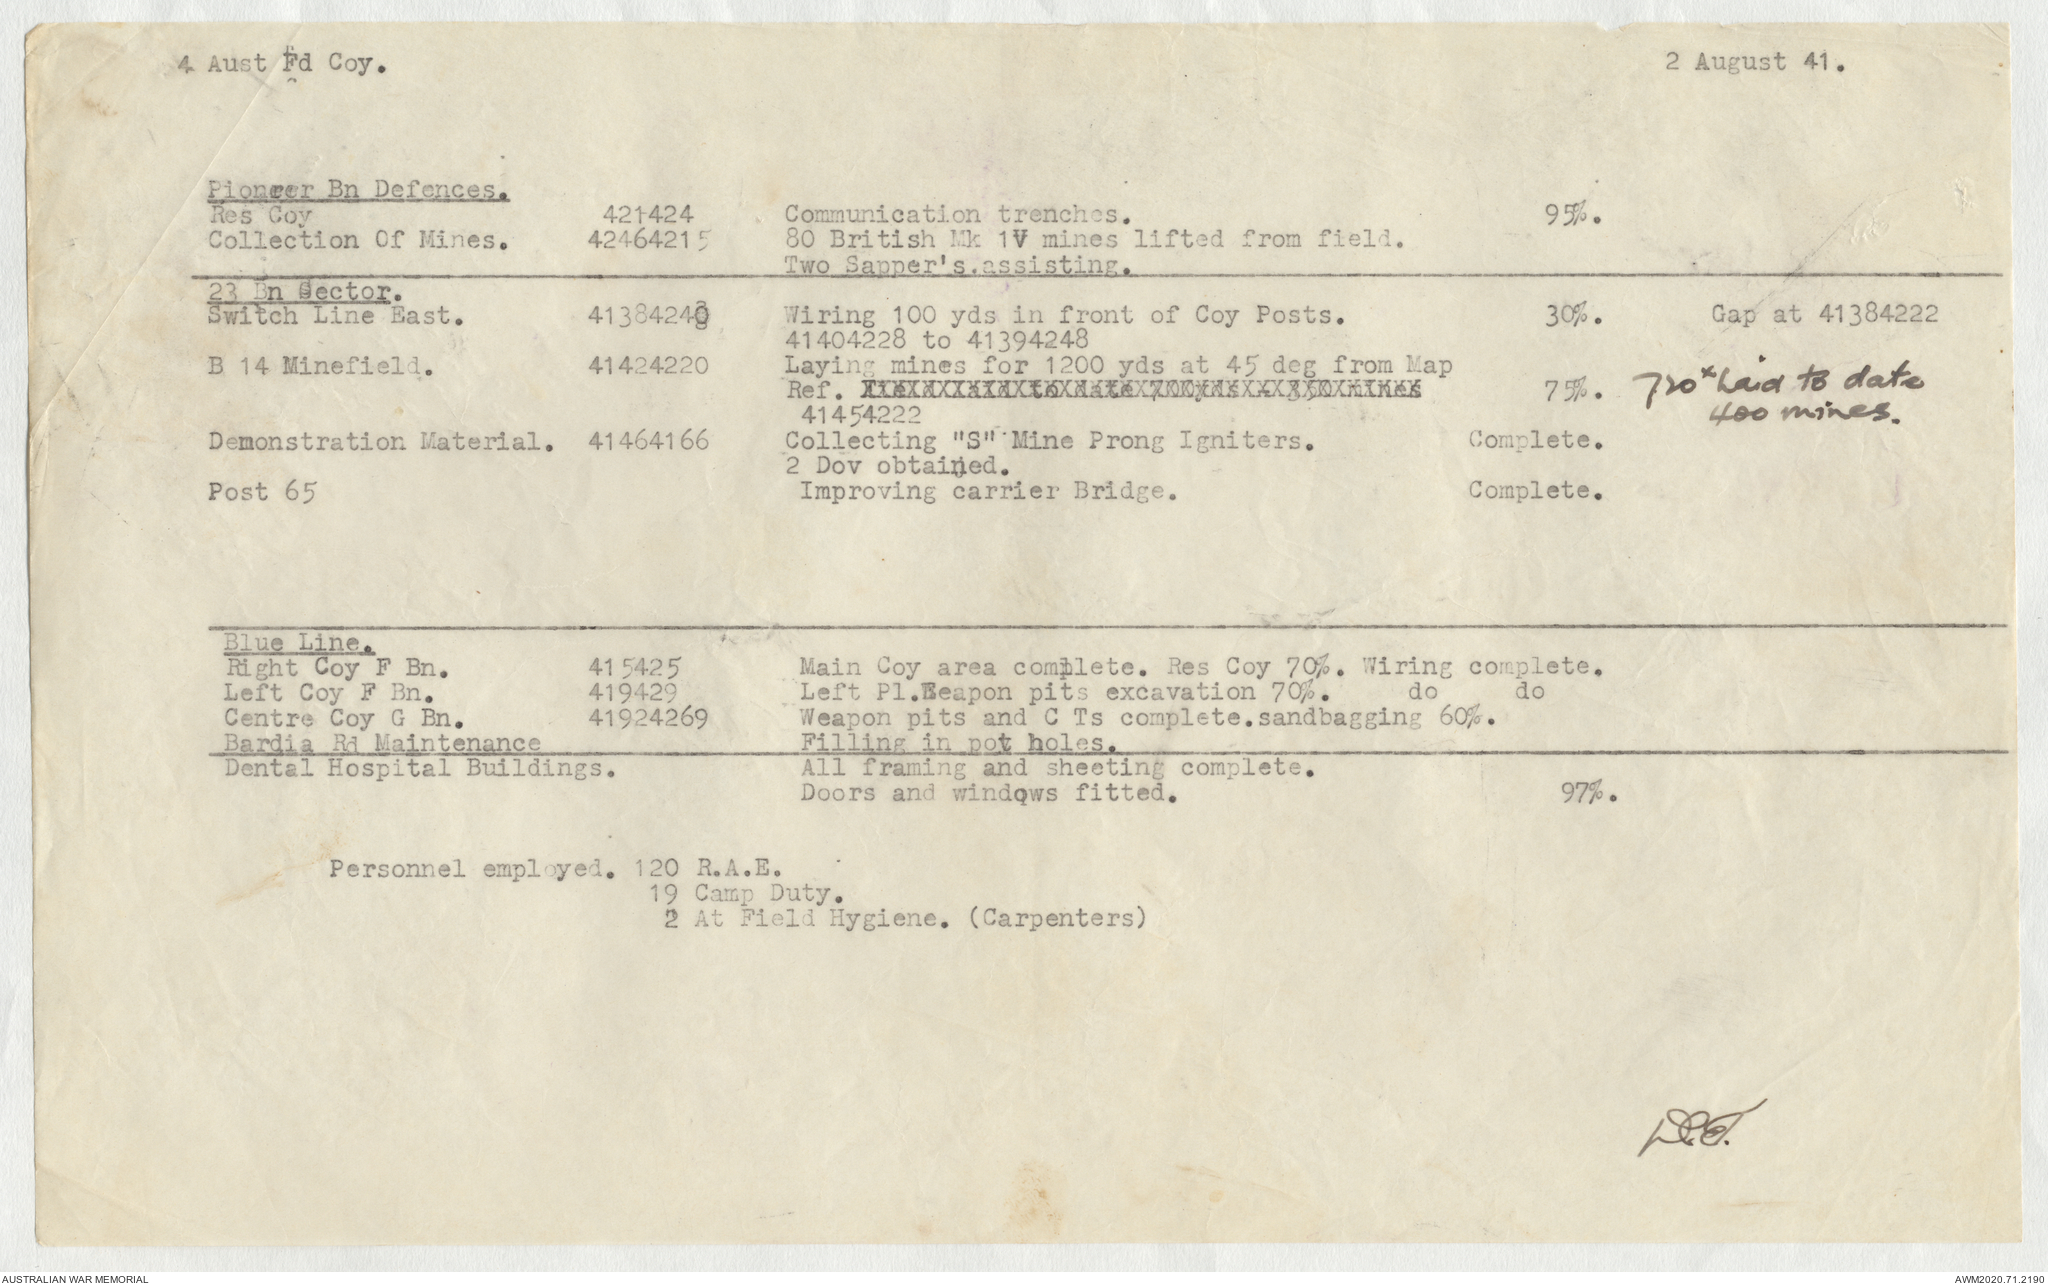 4 Aust Fd Coy. 2 August 41.
Pioneer Bn Defences.
Res Coy 421424 Communication trenches. 95%.
Collection Of Mines. 42464215 80 British Mk 1V mines lifted from field.
Two Sapper's.assisting.
23 Bn Sector.
Switch Line East. 4138424 Wiring 100 yds in front of Coy Posts. 30%. Gap at 41384222
41404228 to 41394248
B 14 Minefield. 41424220 Laying mines for 1200 yds at 45 deg from Map
Ref. 75%. 720ˣ Laid to date
41454222 400 mines.
Demonstration Material. 41464166 Collecting "S" Mine Prong Igniters. Complete.
2 Dov obtained.
Post 65 Improving carrier Bridge. Complete.
Blue Line.
Right Coy F Bn. 415425 Main Coy area complete. Res Coy 70%. Wiring complete.
Left Coy F Bn. 419429 Left Pl.Weapon pits excavation 70%. do do
Centre Coy G Bn. 41924269 Weapon pits and C Ts complete.sandbagging 60%.
Bardia Rd Maintenance Filling in pot holes.
Dental Hospital Buildings. All framing and sheeting complete.
Doors and windows fitted. 97%.
Personnel employed. 120 R.A.E.
19 Camp Duty.
2 At Field Hygiene. (Carpenters)
AUSTRALIAN WAR MEMORIAL AWM2020.71.2190